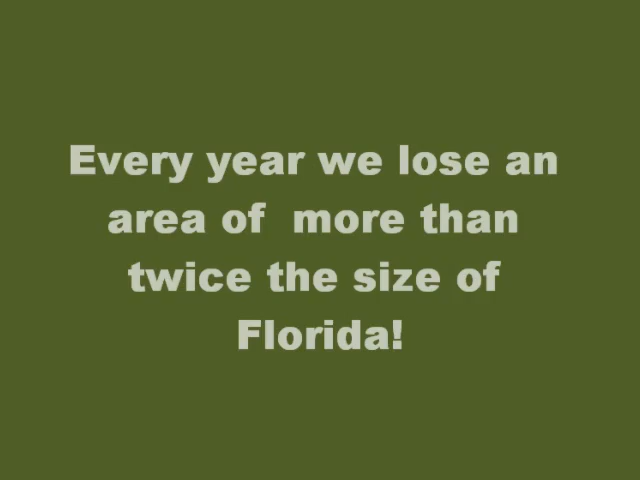 Every year we lose an
area of  more than
twice the size of
Florida!